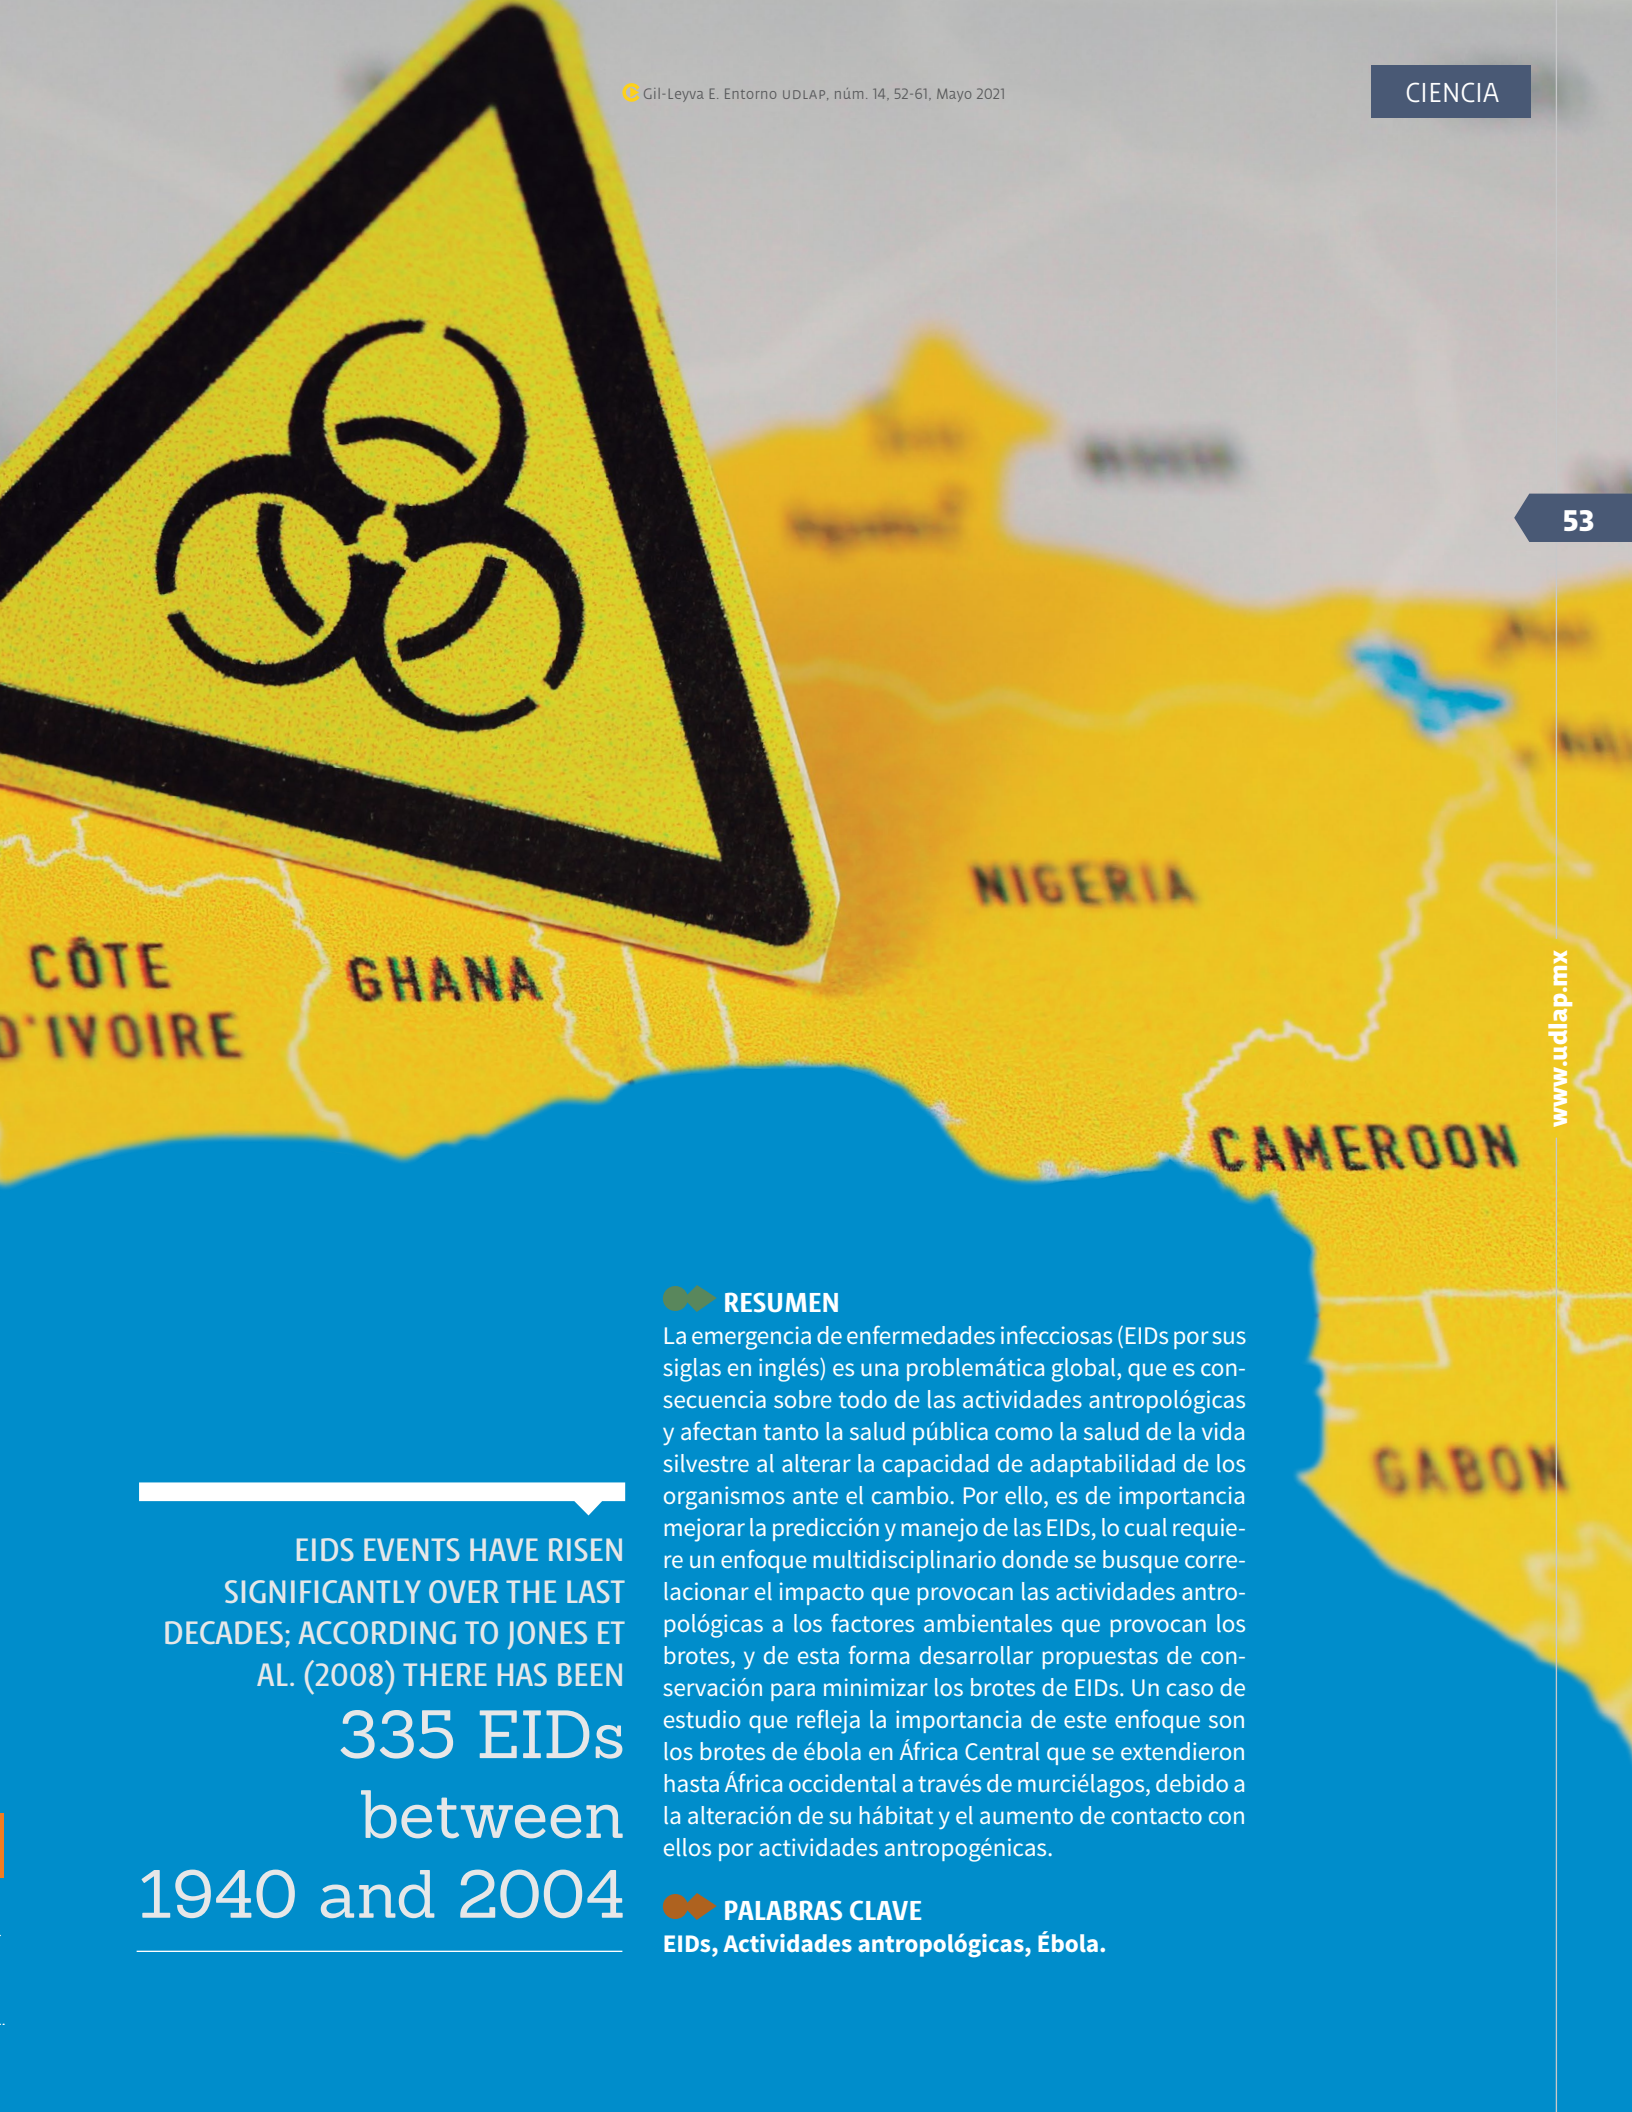 Gil-Leyva E. Entorno UDLAP, núm. 14, 52-61, Mayo 2021
CIENCIA
53
NIGERIA
CÔTE
D'IVOIRE
GHANA
www.udlap.mx
CAMEROON
GABON
RESUMEN
La emergencia de enfermedades infecciosas (EIDs por sus
siglas en inglés) es una problemática global, que es con-
secuencia sobre todo de las actividades antropológicas
y afectan tanto la salud pública como la salud de la vida
silvestre al alterar la capacidad de adaptabilidad de los
organismos ante el cambio. Por ello, es de importancia
mejorar la predicción y manejo de las EIDs, lo cual requie-
re un enfoque multidisciplinario donde se busque corre-
lacionar el impacto que provocan las actividades antro-
pológicas a los factores ambientales que provocan los
brotes, y de esta forma desarrollar propuestas de con-
servación para minimizar los brotes de EIDs. Un caso de
estudio que refleja la importancia de este enfoque son
los brotes de ébola en África Central que se extendieron
hasta África occidental a través de murciélagos, debido a
la alteración de su hábitat y el aumento de contacto con
ellos por actividades antropogénicas.
PALABRAS CLAVE
EIDs, Actividades antropológicas, Ébola.
EIDS EVENTS HAVE RISEN
SIGNIFICANTLY OVER THE LAST
DECADES; ACCORDING TO JONES ET
AL. (2008) THERE HAS BEEN
335 EIDs
between
1940 and 2004